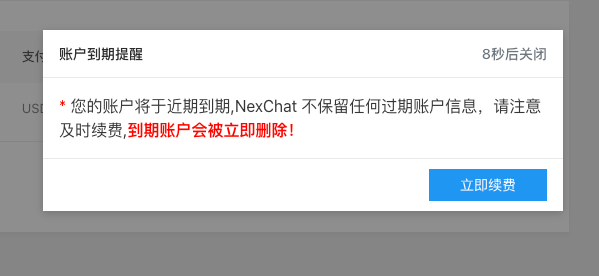 账户到期提醒
8秒后关闭
支付
USD
* 您的账户将于近期到期,NexChat 不保留任何过期账户信息，请注意
及时续费,到期账户会被立即删除！
立即续费